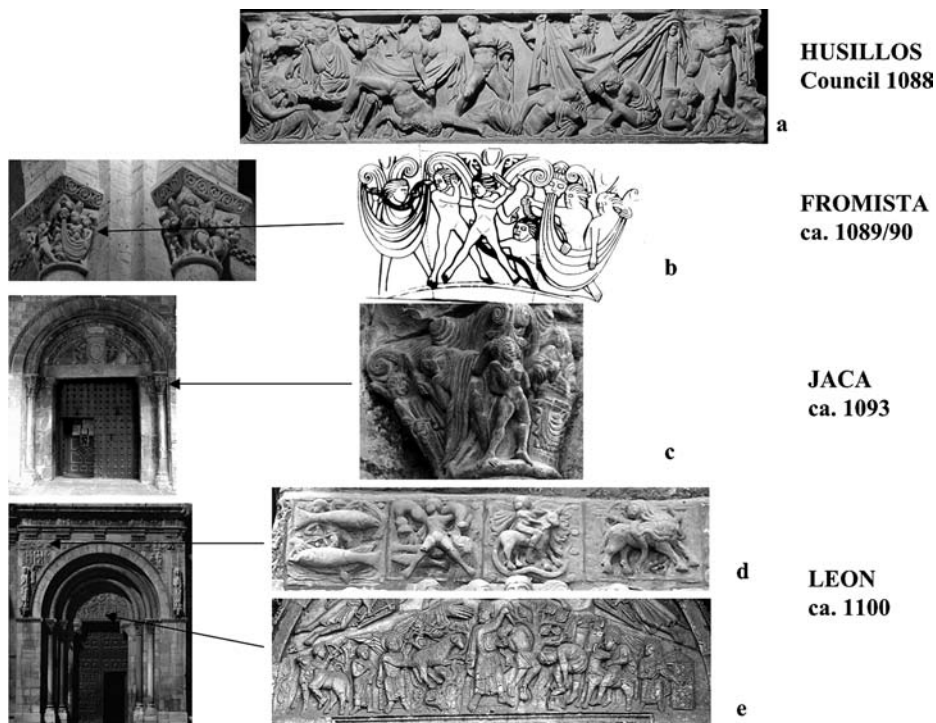 HUSILLOS
Council 1088
a
FROMISTA
ca. 1089/90
b
JACA
ca. 1093
c
d
LEON
ca. 1100
e